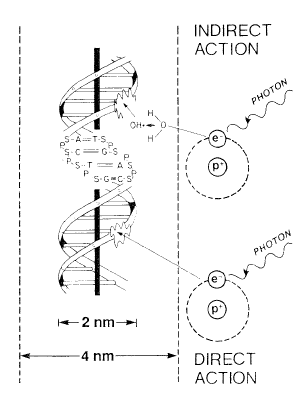 INDIRECT
ACTION
PHOTON
H
OH• O
H
e⁻
p⁺
S-A=T-S
P P
S-C≡G-S
P P
S-T=A-S
P P
S-G≡C-S
PHOTON
e⁻
p⁺
2 nm
4 nm
DIRECT
ACTION